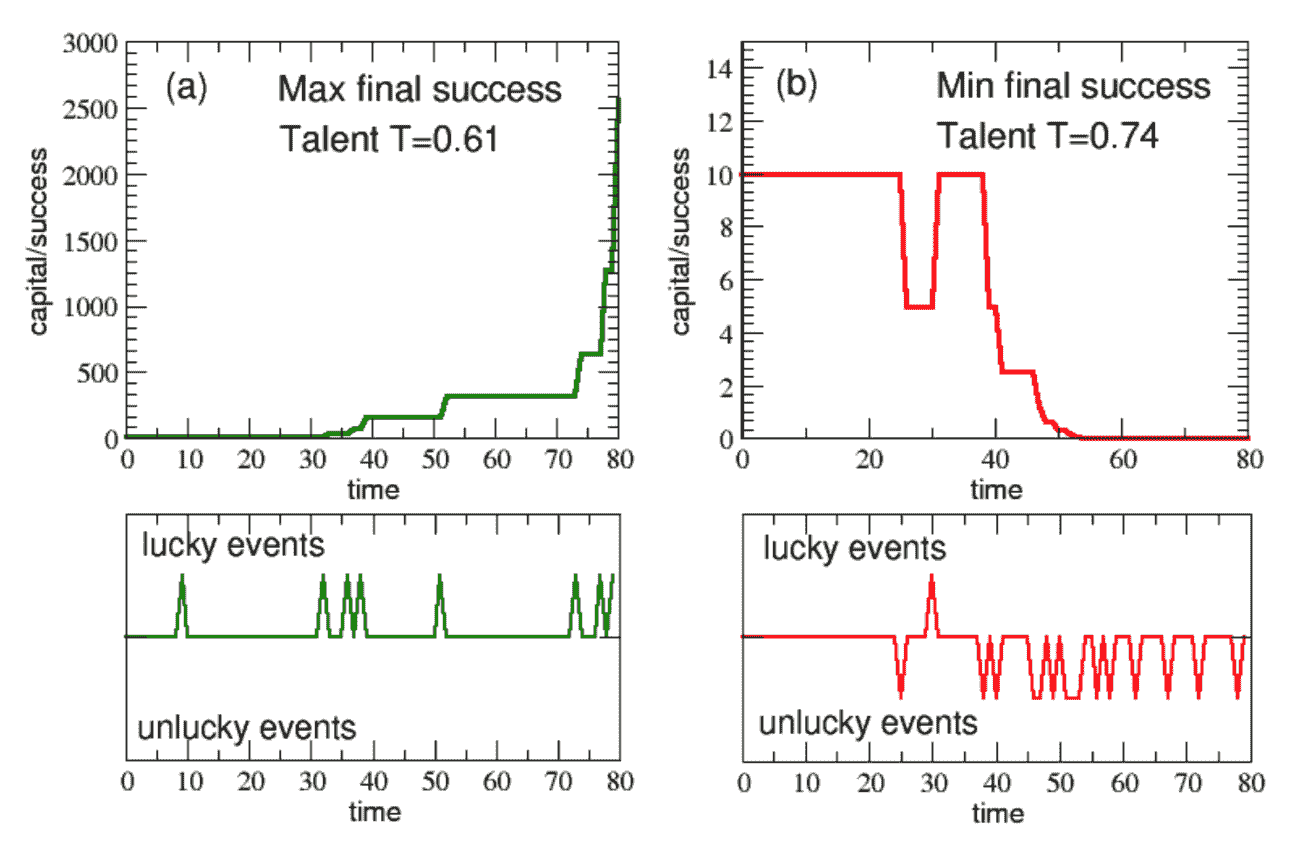 (a)
Max final success
Talent T=0.61
capital/success
3000
2500
2000
1500
1000
500
0
0 10 20 30 40 50 60 70 80
time
(b)
Min final success
Talent T=0.74
capital/success
14
12
10
8
6
4
2
0
0 20 40 60 80
time
lucky events
unlucky events
0 10 20 30 40 50 60 70 80
time
lucky events
unlucky events
0 10 20 30 40 50 60 70 80
time